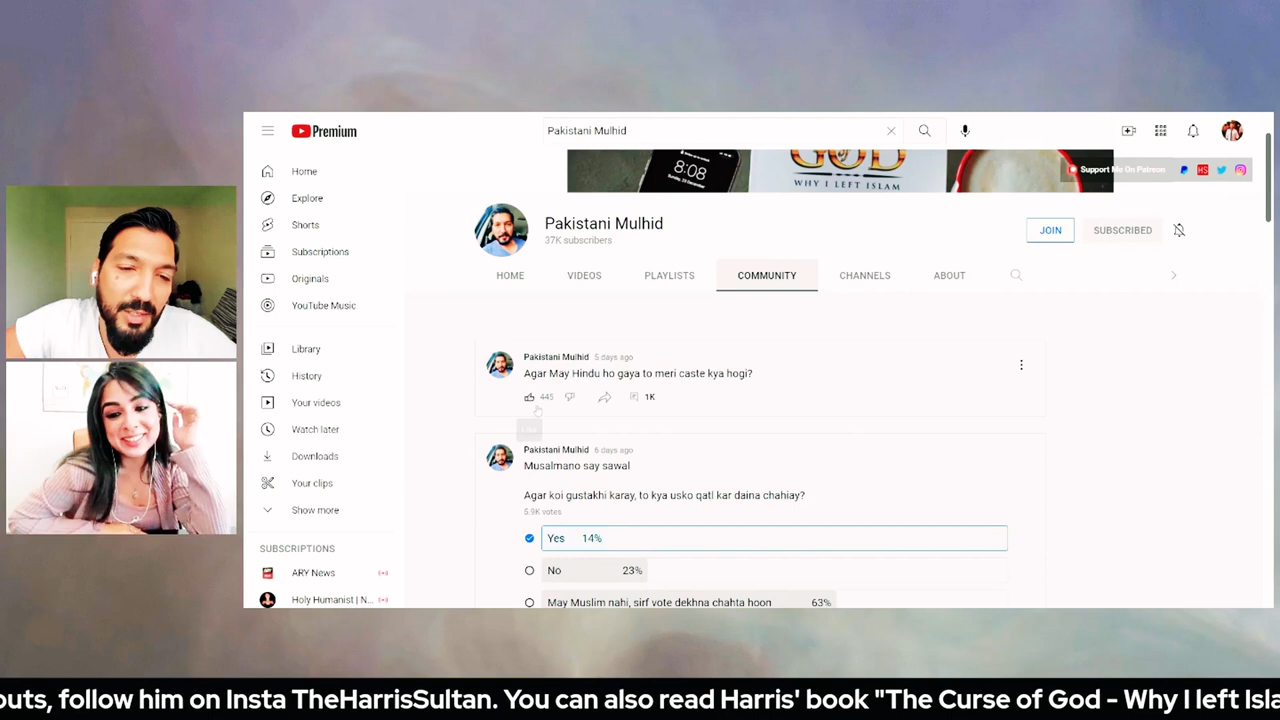 Premium
Pakistani Mulhid
Home
Explore
Shorts
Subscriptions
Originals
YouTube Music
Library
History
Your videos
Watch later
Downloads
Your clips
Show more
SUBSCRIPTIONS
ARY News
Holy Humanist | N...
8:08
GOD
WHY I LEFT ISLAM
Support Me On Patreon
HS
Pakistani Mulhid
37K subscribers
JOIN
SUBSCRIBED
HOME
VIDEOS
PLAYLISTS
COMMUNITY
CHANNELS
ABOUT
Pakistani Mulhid 5 days ago
Agar May Hindu ho gaya to meri caste kya hogi?
445
1K
Pakistani Mulhid 6 days ago
Musalmano say sawal
Agar koi gustakhi karay, to kya usko qatl kar daina chahiay?
5.9K votes
Yes 14%
No 23%
May Muslim nahi, sirf vote dekhna chahta hoon 63%
outs, follow him on Insta TheHarrisSultan. You can also read Harris' book "The Curse of God - Why I left Isla